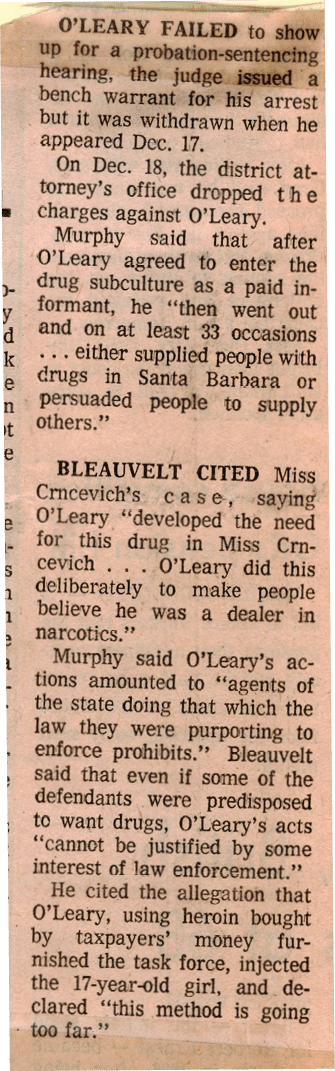 O'LEARY FAILED to show
up for a probation-sentencing
hearing, the judge issued a
bench warrant for his arrest
but it was withdrawn when he
appeared Dec. 17.
On Dec. 18, the district at-
torney's office dropped the
charges against O'Leary.
Murphy said that after
O'Leary agreed to enter the
drug subculture as a paid in-
formant, he "then went out
and on at least 33 occasions
... either supplied people with
drugs in Santa Barbara or
persuaded people to supply
others."
BLEAUVELT CITED Miss
Crncevich's case, saying
O'Leary "developed the need
for this drug in Miss Crn-
cevich . . . O'Leary did this
deliberately to make people
believe he was a dealer in
narcotics."
Murphy said O'Leary's ac-
tions amounted to "agents of
the state doing that which the
law they were purporting to
enforce prohibits." Bleauvelt
said that even if some of the
defendants were predisposed
to want drugs, O'Leary's acts
"cannot be justified by some
interest of law enforcement."
He cited the allegation that
O'Leary, using heroin bought
by taxpayers' money fur-
nished the task force, injected
the 17-year-old girl, and de-
clared "this method is going
too far."